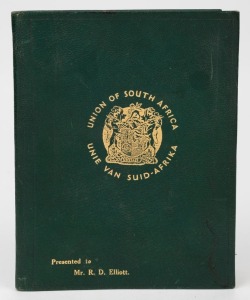 UNION OF SOUTH AFRICA
UNIE VAN SUID-AFRIKA
Presented to
Mr. R. D. Elliott.